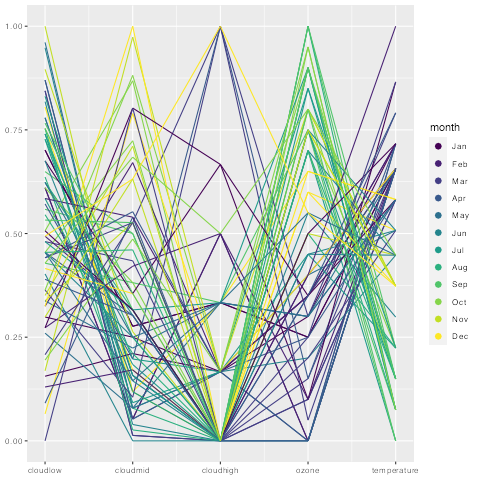 1.00
0.75
0.50
0.25
0.00
cloudlow cloudmid cloudhigh ozone temperature
month
Jan
Feb
Mar
Apr
May
Jun
Jul
Aug
Sep
Oct
Nov
Dec